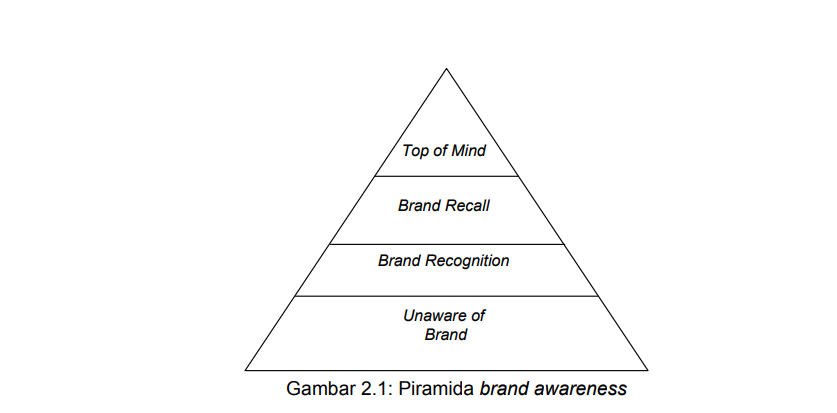 Top of Mind
Brand Recall
Brand Recognition
Unaware of
Brand
Gambar 2.1: Piramida brand awareness